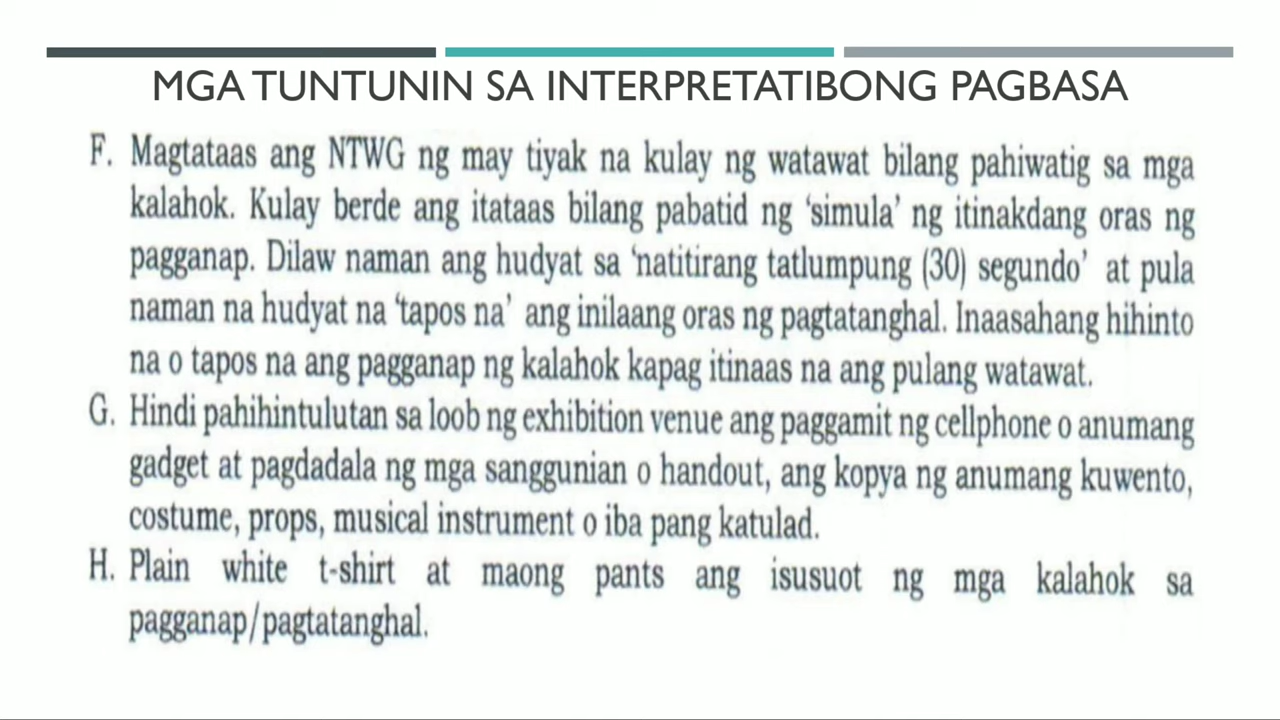 MGA TUNTUNIN SA INTERPRETATIBONG PAGBASA
F. Magtataas ang NTWG ng may tiyak na kulay ng watawat bilang pahiwatig sa mga
kalahok. Kulay berde ang itataas bilang pabatid ng ‘simula’ ng itinakdang oras ng
pagganap. Dilaw naman ang hudyat sa ‘natitirang tatlumpung (30) segundo’ at pula
naman na hudyat na ‘tapos na’ ang inilaang oras ng pagtatanghal. Inaasahang hihinto
na o tapos na ang pagganap ng kalahok kapag itinaas na ang pulang watawat.
G. Hindi pahihintulutan sa loob ng exhibition venue ang paggamit ng cellphone o anumang
gadget at pagdadala ng mga sanggunian o handout, ang kopya ng anumang kuwento,
costume, props, musical instrument o iba pang katulad.
H. Plain white t-shirt at maong pants ang isusuot ng mga kalahok sa
pagganap/pagtatanghal.